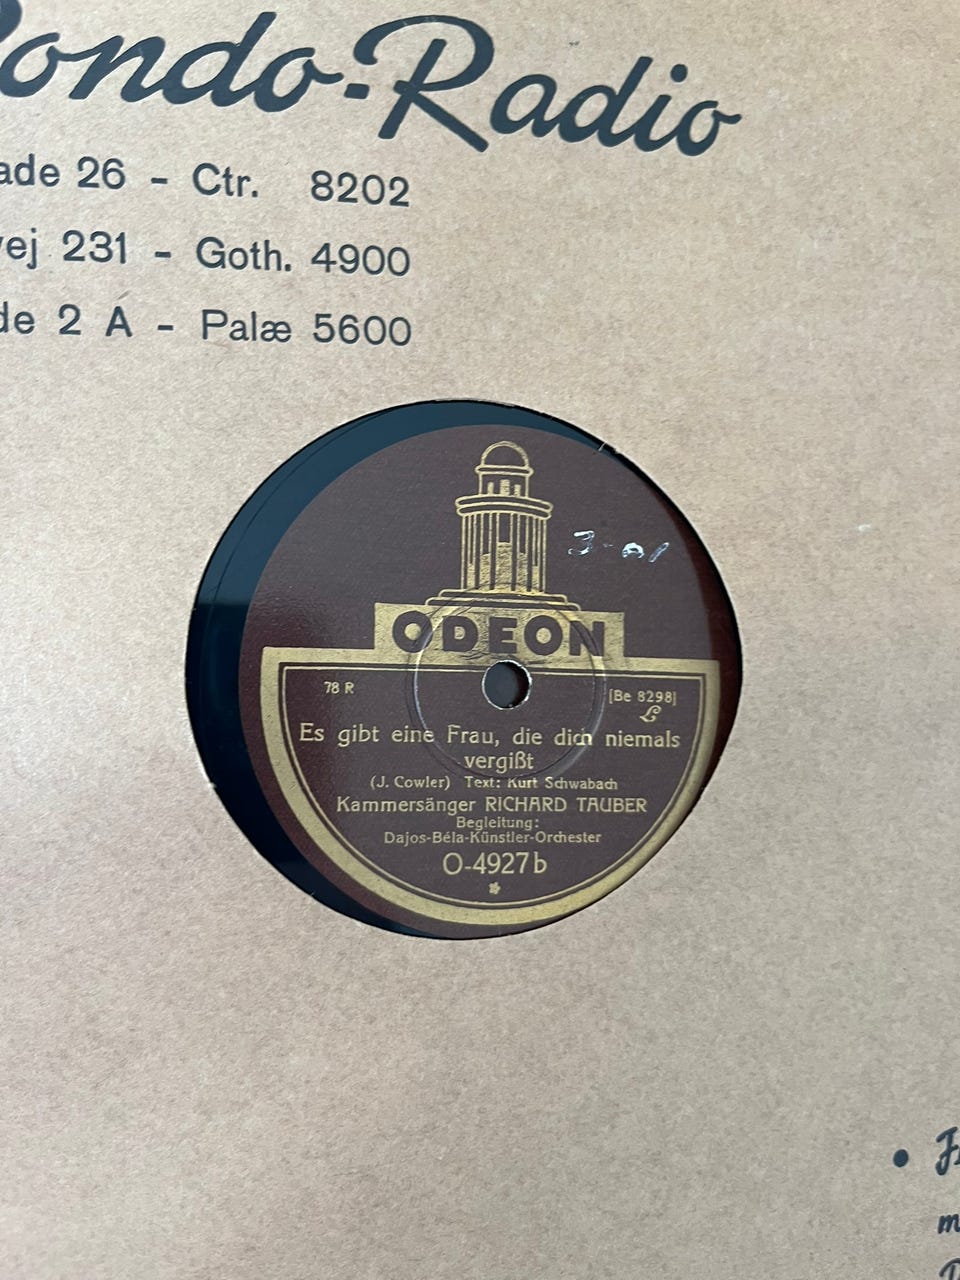 Rondo-Radio
ade 26 - Ctr. 8202
vej 231 - Goth. 4900
de 2 A - Palæ 5600
ODEON
78 R
[Be 8298]
L
Es gibt eine Frau, die dich niemals
vergißt
(J. Cowler) Text: Kurt Schwabach
Kammersänger RICHARD TAUBER
Begleitung:
Dajos-Béla-Künstler-Orchester
O-4927b